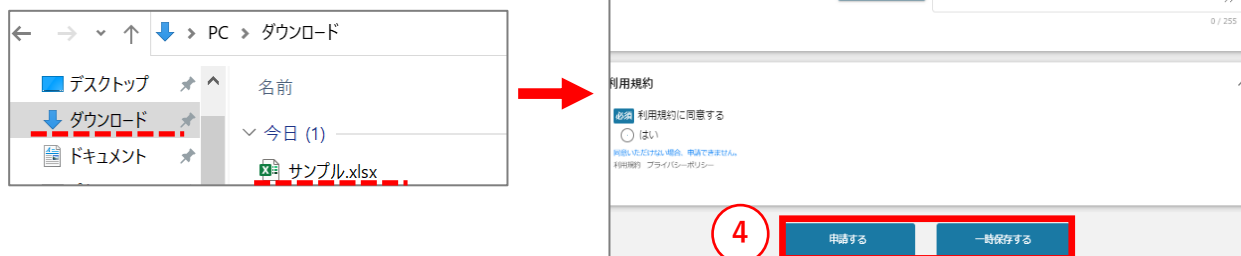 PC > ダウンロード
デスクトップ
ダウンロード
ドキュメント
名前
今日 (1)
サンプル.xlsx
0 / 255
利用規約
必須 利用規約に同意する
はい
同意いただけない場合、申請できません。
利用規約 プライバシーポリシー
4
申請する
一時保存する